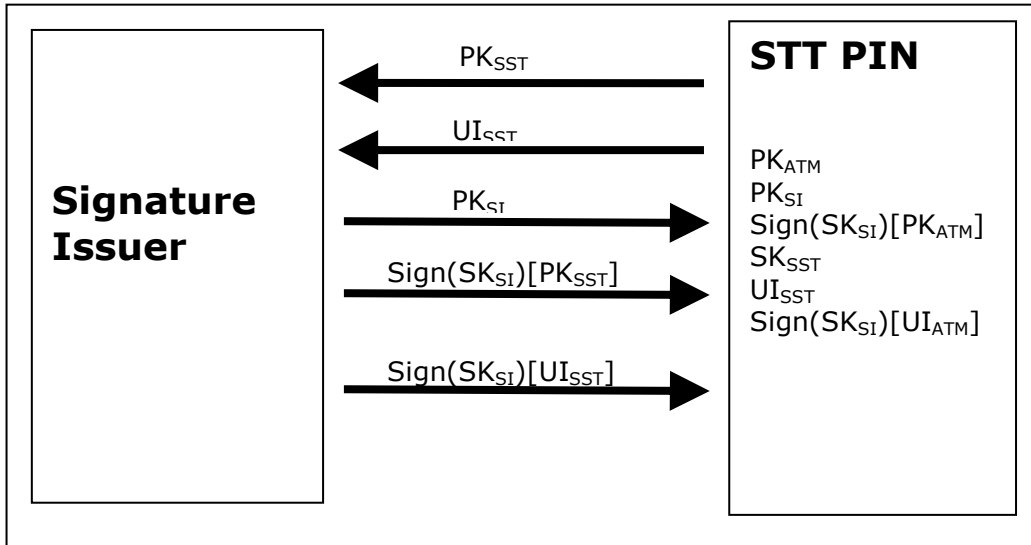 PK_SST
UI_SST
Signature
Issuer
PK_SI
Sign(SK_SI)[PK_SST]
Sign(SK_SI)[UI_SST]
STT PIN
PK_ATM
PK_SI
Sign(SK_SI)[PK_ATM]
SK_SST
UI_SST
Sign(SK_SI)[UI_ATM]